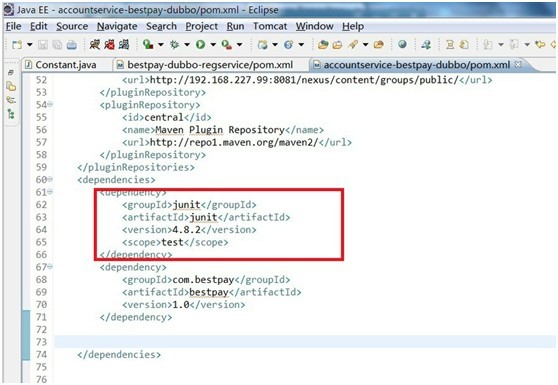 Java EE - accountservice-bestpay-dubbo/pom.xml - Eclipse
File Edit Source Navigate Search Project Tomcat Run Window Help
Constant.java bestpay-dubbo-regservice/pom.xml accountservice-bestpay-dubbo/pom.xml
52 <url>http://192.168.227.99:8081/nexus/content/groups/public/</url>
53 </pluginRepository>
54 <pluginRepository>
55 <id>central</id>
56 <name>Maven Plugin Repository</name>
57 <url>http://repo1.maven.org/maven2/</url>
58 </pluginRepository>
59 </pluginRepositories>
60 <dependencies>
61 <dependency>
62 <groupId>junit</groupId>
63 <artifactId>junit</artifactId>
64 <version>4.8.2</version>
65 <scope>test</scope>
66 </dependency>
67 <dependency>
68 <groupId>com.bestpay</groupId>
69 <artifactId>bestpay</artifactId>
70 <version>1.0</version>
71 </dependency>
72
73
74 </dependencies>
75
76